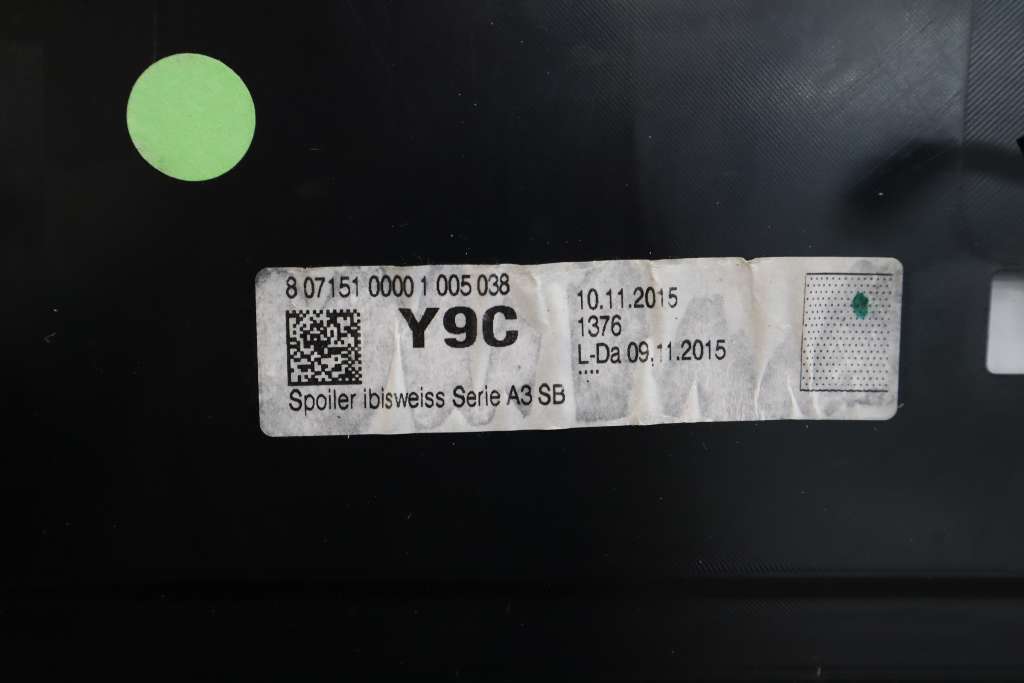 8 07151 0000 1 005 038
Y9C
Spoiler ibisweiss Serie A3 SB
10.11.2015
1376
L-Da 09.11.2015
....